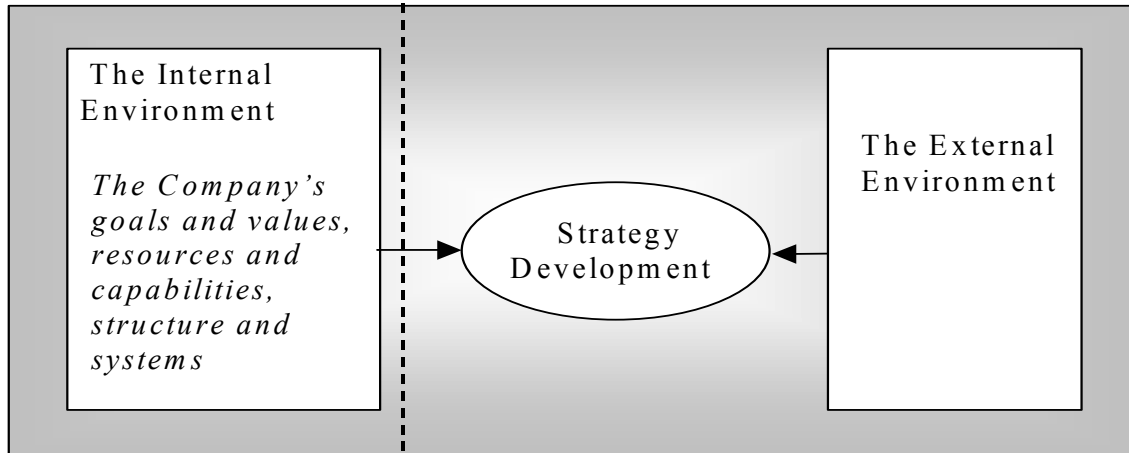 The Internal
Environment
The Company’s
goals and values,
resources and
capabilities,
structure and
systems
Strategy
Development
The External
Environment